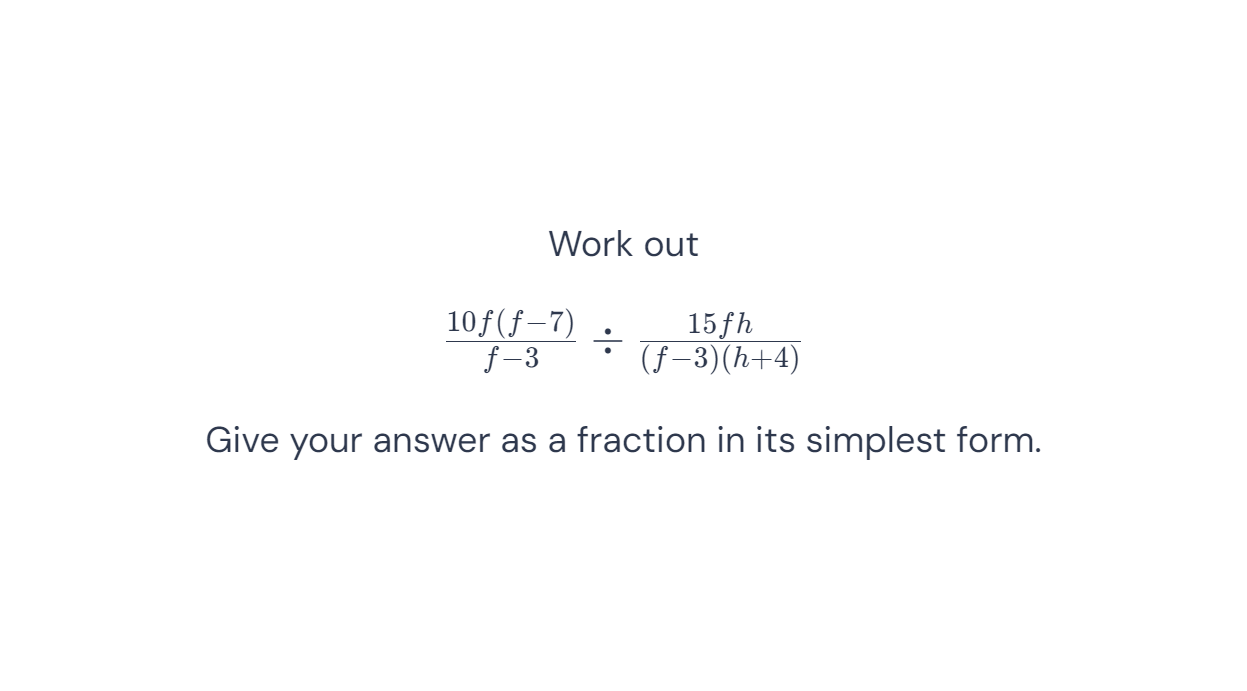 Work out
\frac{10f(f-7)}{f-3} \div \frac{15fh}{(f-3)(h+4)}
Give your answer as a fraction in its simplest form.